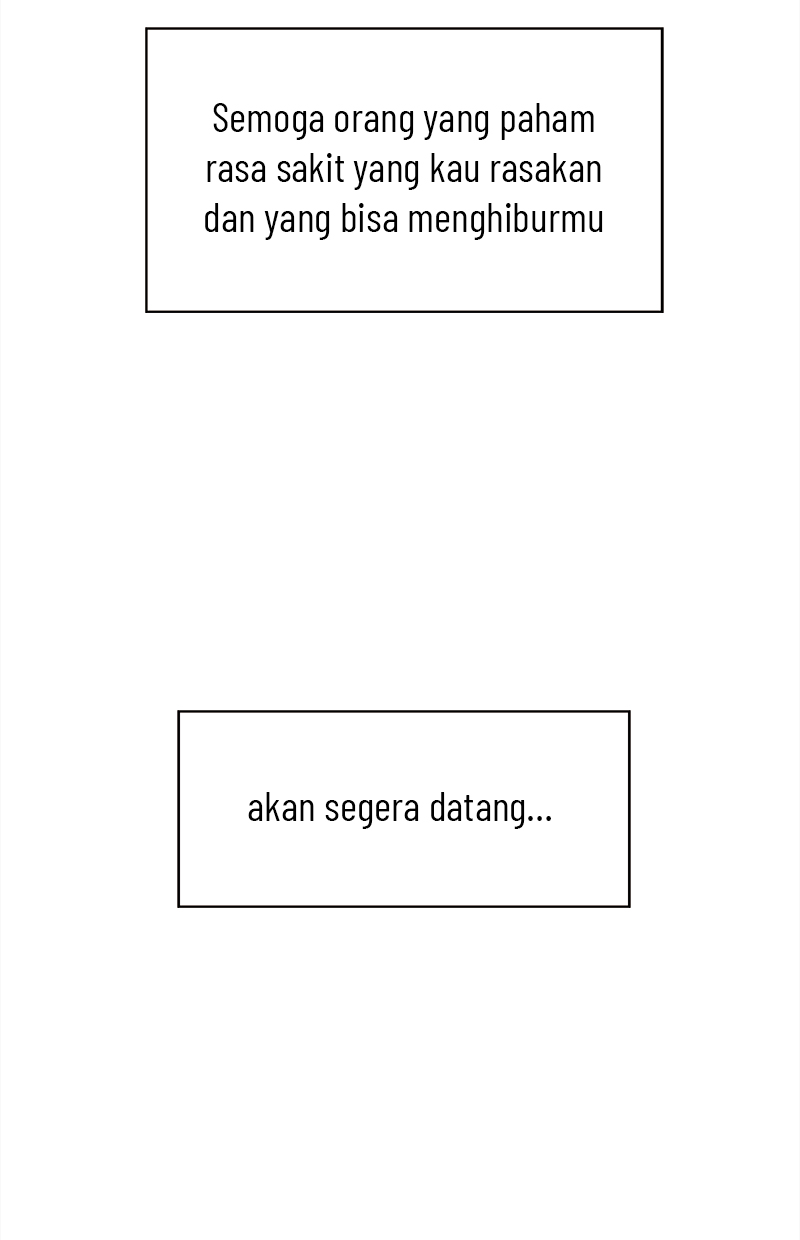 Semoga orang yang paham
rasa sakit yang kau rasakan
dan yang bisa menghiburmu
akan segera datang...